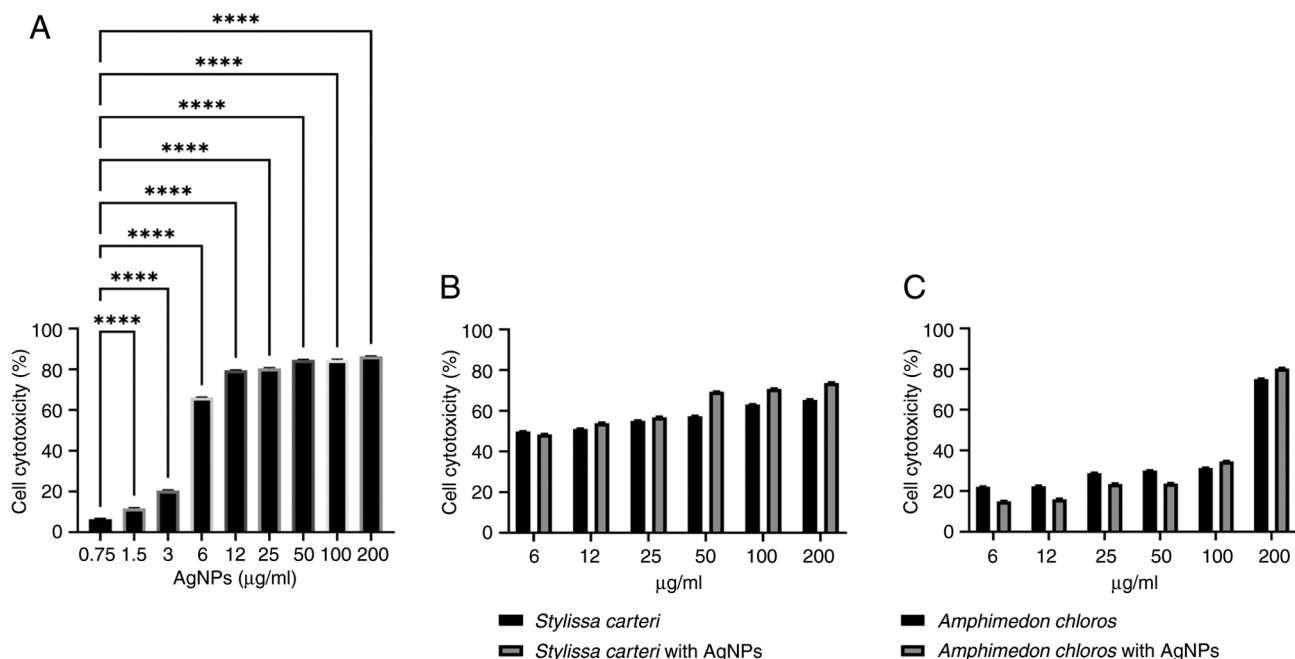 A
****
****
****
****
****
****
****
****
Cell cytotoxicity (%)
100
80
60
40
20
0
0.75 1.5 3 6 12 25 50 100 200
AgNPs (µg/ml)
B
Cell cytotoxicity (%)
100
80
60
40
20
0
6 12 25 50 100 200
µg/ml
Stylissa carteri
Stylissa carteri with AgNPs
C
Cell cytotoxicity (%)
100
80
60
40
20
0
6 12 25 50 100 200
µg/ml
Amphimedon chloros
Amphimedon chloros with AgNPs